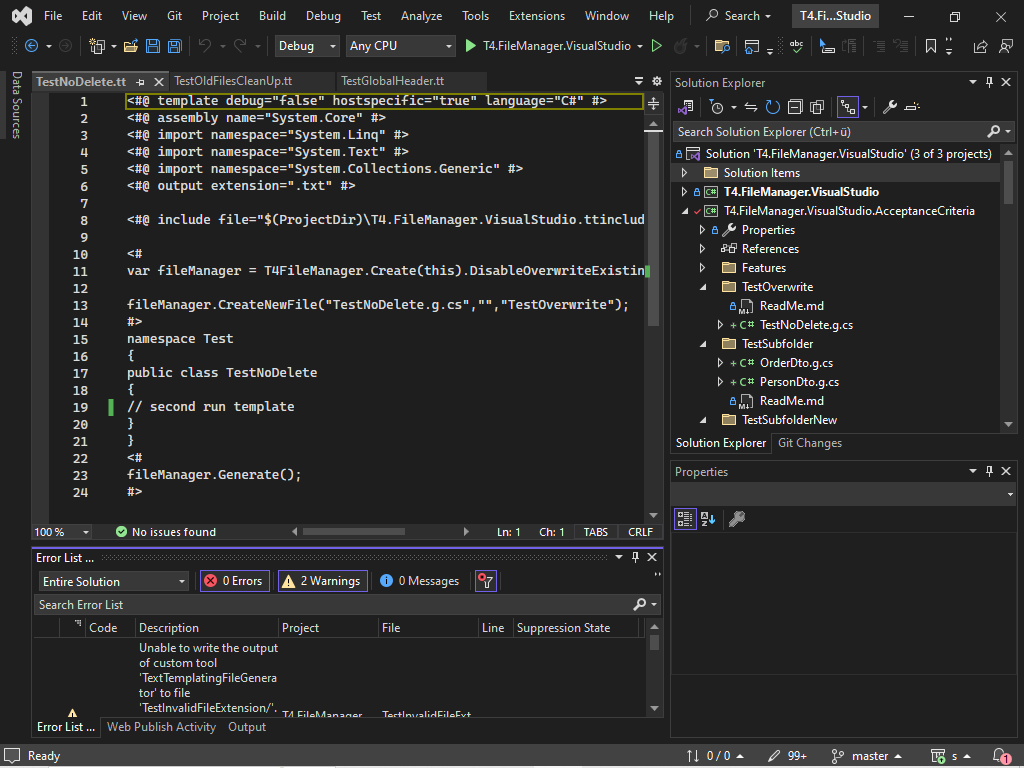 File Edit View Git Project Build Debug Test Analyze Tools Extensions Window Help Search T4.Fi...Studio
Debug Any CPU T4.FileManager.VisualStudio
Data Sources
TestNoDelete.tt TestOldFilesCleanUp.tt TestGlobalHeader.tt
1 <#@ template debug="false" hostspecific="true" language="C#" #>
2 <#@ assembly name="System.Core" #>
3 <#@ import namespace="System.Linq" #>
4 <#@ import namespace="System.Text" #>
5 <#@ import namespace="System.Collections.Generic" #>
6 <#@ output extension=".txt" #>
7
8 <#@ include file="$(ProjectDir)\T4.FileManager.VisualStudio.ttinclud
9
10 <#
11 var fileManager = T4FileManager.Create(this).DisableOverwriteExistin
12
13 fileManager.CreateNewFile("TestNoDelete.g.cs","","TestOverwrite");
14 #>
15 namespace Test
16 {
17 public class TestNoDelete
18 {
19 // second run template
20 }
21 }
22 <#
23 fileManager.Generate();
24 #>
100 % No issues found Ln: 1 Ch: 1 TABS CRLF
Error List ...
Entire Solution 0 Errors 2 Warnings 0 Messages
Search Error List
Code Description Project File Line Suppression State
Unable to write the output
of custom tool
'TextTemplatingFileGenera
tor' to file
'TestInvalidFileExtension/'.
T4.FileManager TestInvalidFileExt
Error List ... Web Publish Activity Output
Solution Explorer
Search Solution Explorer (Ctrl+ü)
Solution 'T4.FileManager.VisualStudio' (3 of 3 projects)
Solution Items
C# T4.FileManager.VisualStudio
C# T4.FileManager.VisualStudio.AcceptanceCriteria
Properties
References
Features
TestOverwrite
ReadMe.md
C# TestNoDelete.g.cs
TestSubfolder
C# OrderDto.g.cs
C# PersonDto.g.cs
ReadMe.md
TestSubfolderNew
Solution Explorer Git Changes
Properties
Ready 0 / 0 99+ master s 1